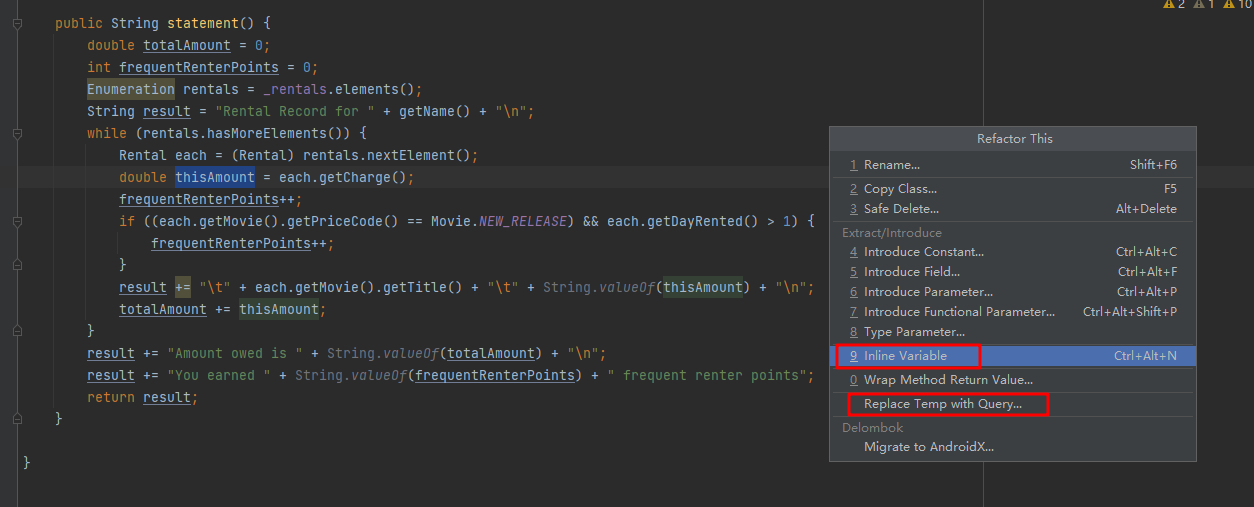 2 1 10
public String statement() {
double totalAmount = 0;
int frequentRenterPoints = 0;
Enumeration rentals = _rentals.elements();
String result = "Rental Record for " + getName() + "\n";
while (rentals.hasMoreElements()) {
Rental each = (Rental) rentals.nextElement();
double thisAmount = each.getCharge();
frequentRenterPoints++;
if ((each.getMovie().getPriceCode() == Movie.NEW_RELEASE) && each.getDayRented() > 1) {
frequentRenterPoints++;
}
result += "\t" + each.getMovie().getTitle() + "\t" + String.valueOf(thisAmount) + "\n";
totalAmount += thisAmount;
}
result += "Amount owed is " + String.valueOf(totalAmount) + "\n";
result += "You earned " + String.valueOf(frequentRenterPoints) + " frequent renter points";
return result;
}
}
Refactor This
1 Rename... Shift+F6
2 Copy Class... F5
3 Safe Delete... Alt+Delete
Extract/Introduce
4 Introduce Constant... Ctrl+Alt+C
5 Introduce Field... Ctrl+Alt+F
6 Introduce Parameter... Ctrl+Alt+P
7 Introduce Functional Parameter... Ctrl+Alt+Shift+P
8 Type Parameter...
9 Inline Variable Ctrl+Alt+N
0 Wrap Method Return Value...
Replace Temp with Query...
Delombok
Migrate to AndroidX...